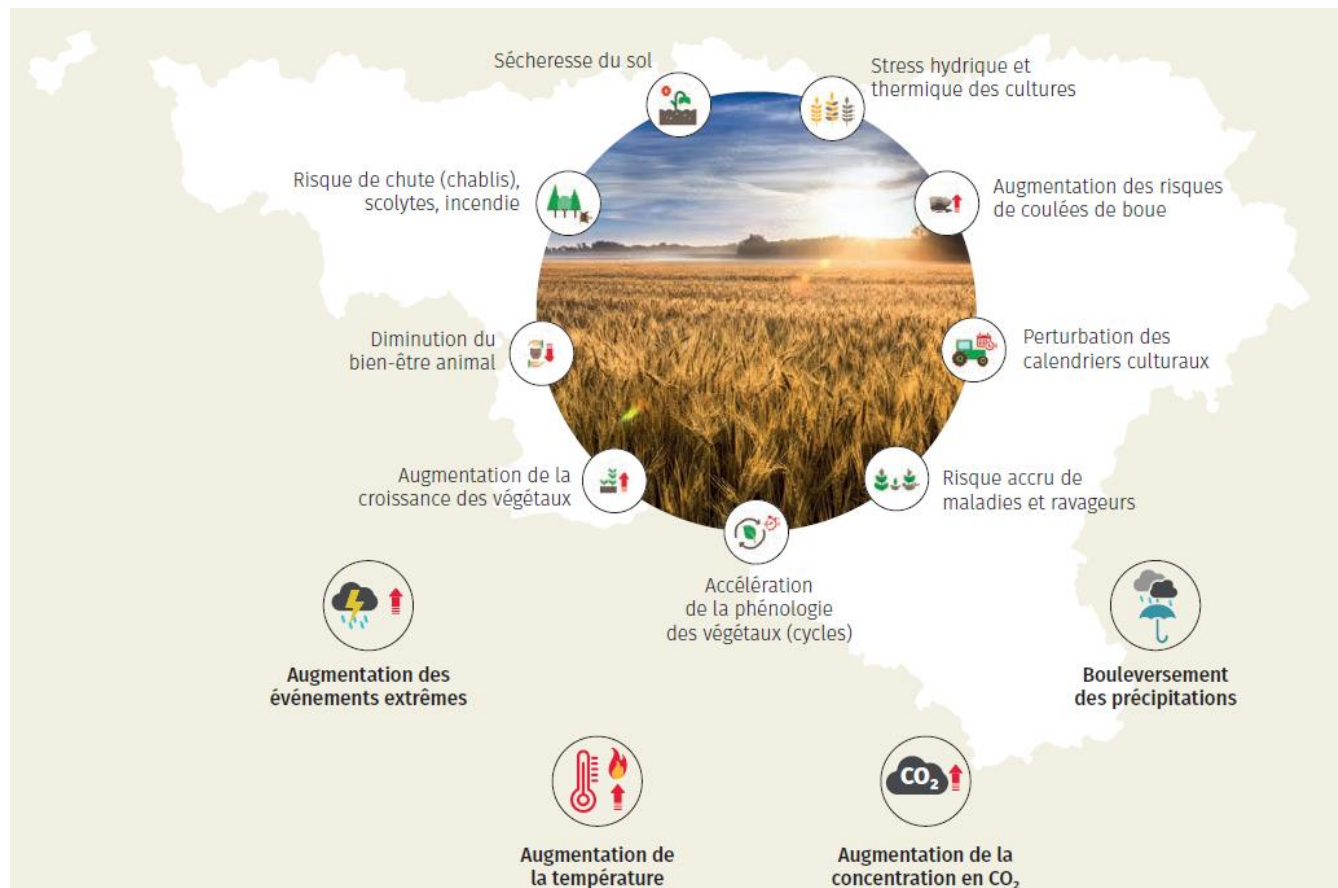 Sécheresse du sol
Stress hydrique et
thermique des cultures
Risque de chute (chablis),
scolytes, incendie
Augmentation des risques
de coulées de boue
Diminution du
bien-être animal
Perturbation des
calendriers culturaux
Augmentation de la
croissance des végétaux
Risque accru de
maladies et ravageurs
Accélération
de la phénologie
des végétaux (cycles)
Augmentation des
événements extrêmes
Bouleversement
des précipitations
CO₂
Augmentation de
la température
Augmentation de la
concentration en CO₂